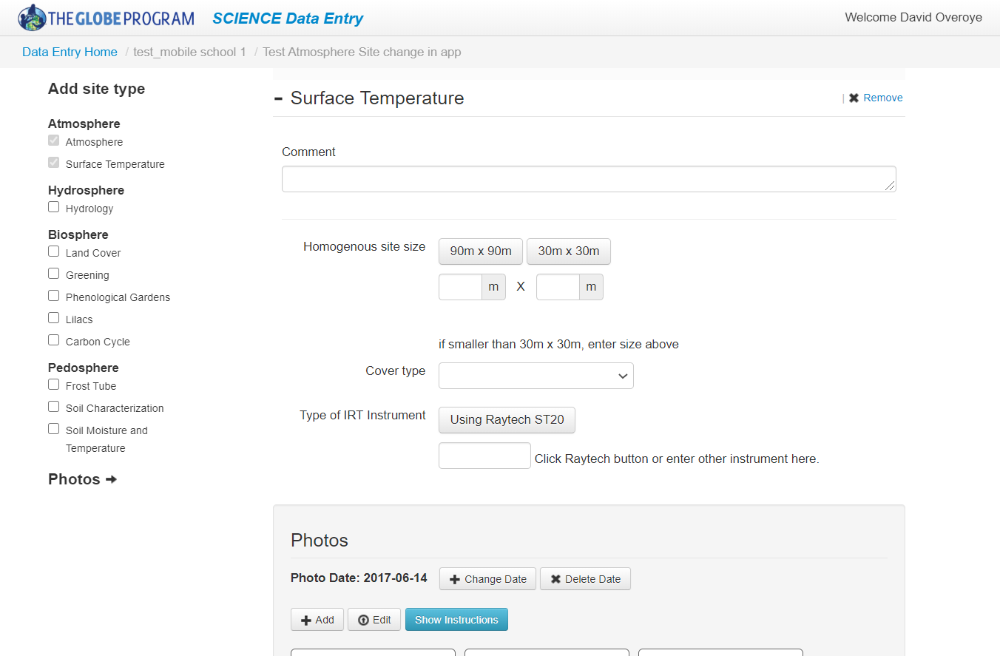 THE GLOBE PROGRAM SCIENCE Data Entry Welcome David Overoye
Data Entry Home / test_mobile school 1 / Test Atmosphere Site change in app
Add site type
Atmosphere
Atmosphere
Surface Temperature
Hydrosphere
Hydrology
Biosphere
Land Cover
Greening
Phenological Gardens
Lilacs
Carbon Cycle
Pedosphere
Frost Tube
Soil Characterization
Soil Moisture and
Temperature
Photos
Surface Temperature | Remove
Comment
Homogenous site size 90m x 90m 30m x 30m
m X m
if smaller than 30m x 30m, enter size above
Cover type
Type of IRT Instrument Using Raytech ST20
Click Raytech button or enter other instrument here.
Photos
Photo Date: 2017-06-14 Change Date Delete Date
Add Edit Show Instructions